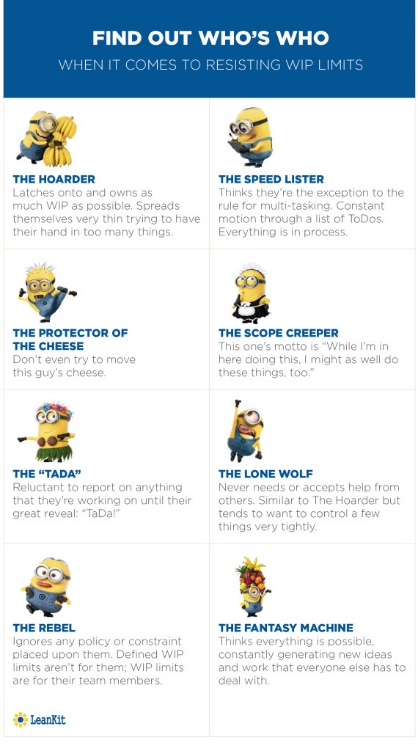 FIND OUT WHO'S WHO
WHEN IT COMES TO RESISTING WIP LIMITS
THE HOARDER
Latches onto and owns as
much WIP as possible. Spreads
themselves very thin trying to have
their hand in too many things.
THE SPEED LISTER
Thinks they're the exception to the
rule for multi-tasking. Constant
motion through a list of ToDos.
Everything is in process.
THE PROTECTOR OF
THE CHEESE
Don't even try to move
this guy's cheese.
THE SCOPE CREEPER
This one's motto is “While I'm in
here doing this, I might as well do
these things, too.”
THE “TADA”
Reluctant to report on anything
that they're working on until their
great reveal: “TaDa!”
THE LONE WOLF
Never needs or accepts help from
others. Similar to The Hoarder but
tends to want to control a few
things very tightly.
THE REBEL
Ignores any policy or constraint
placed upon them. Defined WIP
limits aren't for them; WIP limits
are for their team members.
THE FANTASY MACHINE
Thinks everything is possible,
constantly generating new ideas
and work that everyone else has to
deal with.
LeanKit